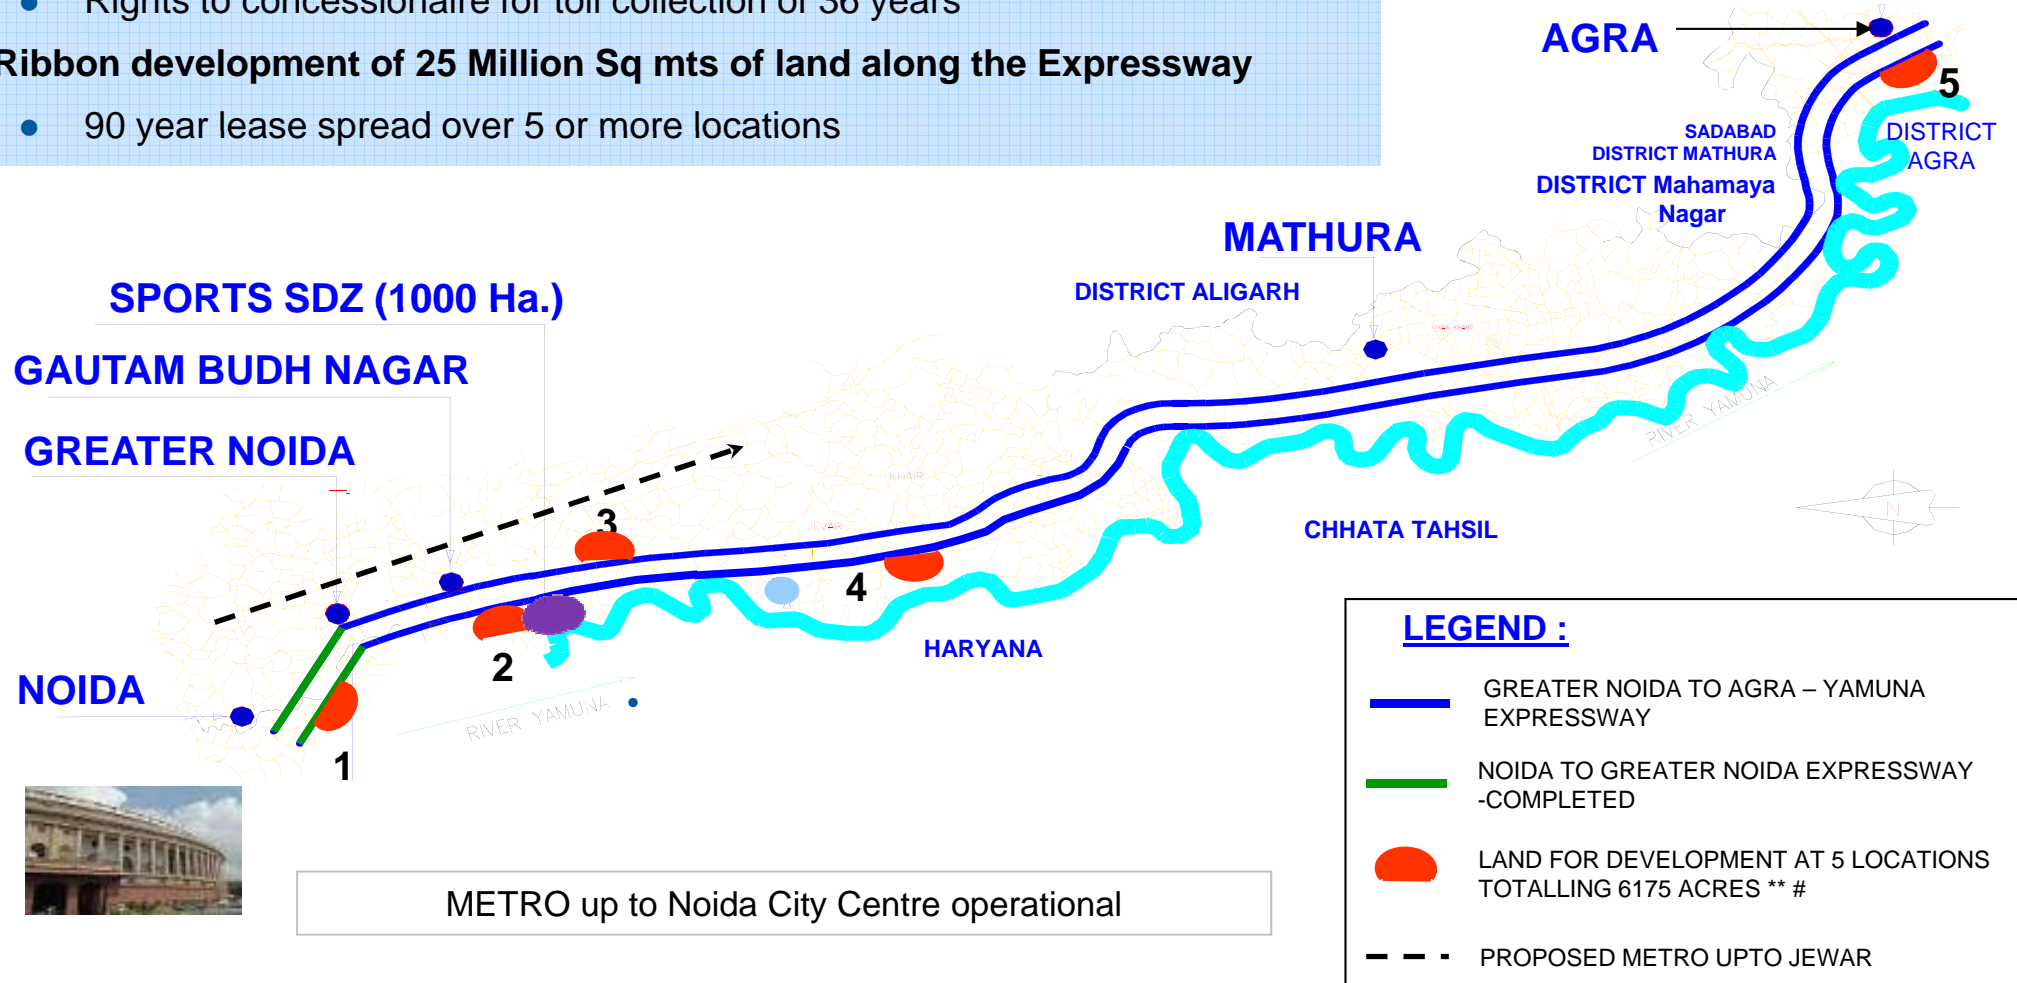 Rights to concessionaire for toll collection of 36 years
Ribbon development of 25 Million Sq mts of land along the Expressway
90 year lease spread over 5 or more locations
AGRA
5
DISTRICT
AGRA
SADABAD
DISTRICT MATHURA
DISTRICT Mahamaya
Nagar
MATHURA
DISTRICT ALIGARH
SPORTS SDZ (1000 Ha.)
GAUTAM BUDH NAGAR
GREATER NOIDA
RIVER YAMUNA
KHAIR
JEVAR
3
4
CHHATA TAHSIL
N
HARYANA
2
NOIDA
RIVER YAMUNA
1
METRO up to Noida City Centre operational
LEGEND :
GREATER NOIDA TO AGRA – YAMUNA
EXPRESSWAY
NOIDA TO GREATER NOIDA EXPRESSWAY
-COMPLETED
LAND FOR DEVELOPMENT AT 5 LOCATIONS
TOTALLING 6175 ACRES ** #
PROPOSED METRO UPTO JEWAR